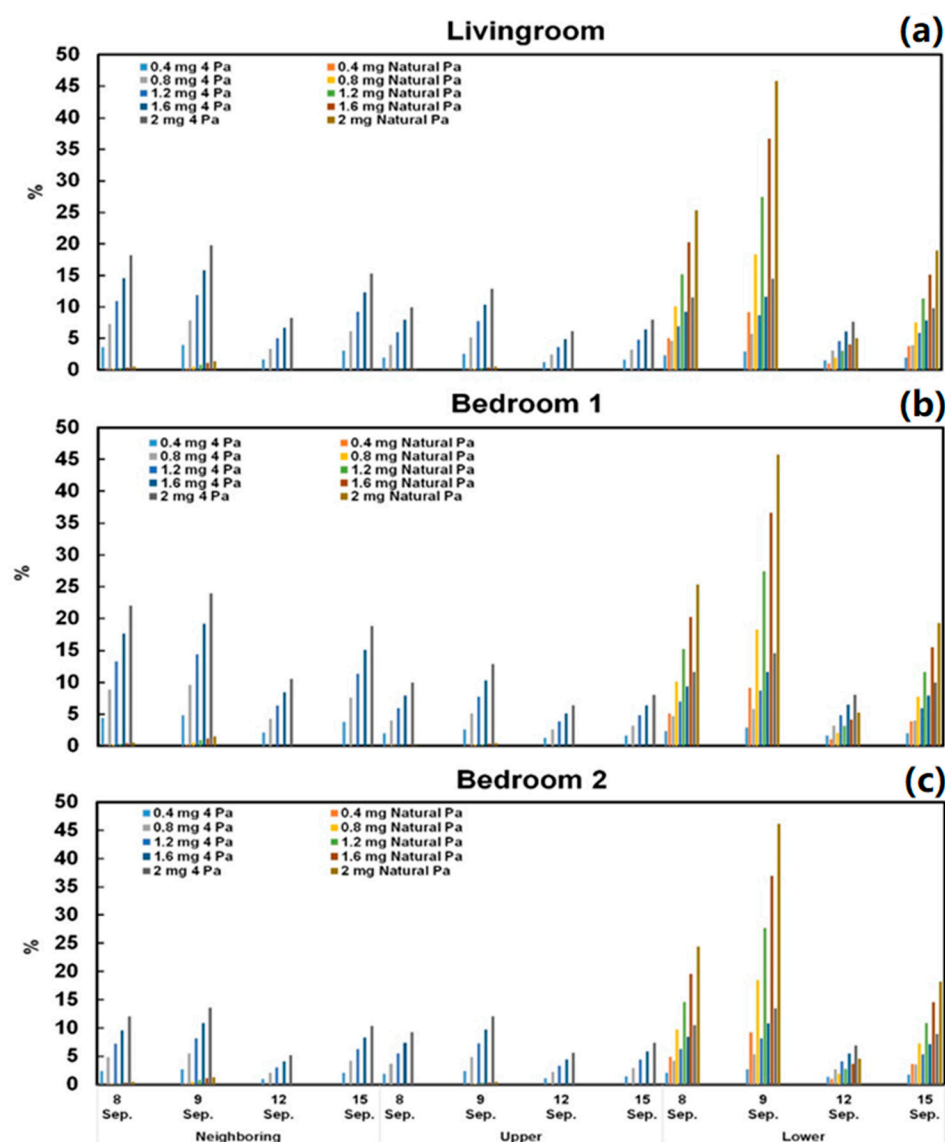 Livingroom (a)
50
45
40
35
30
25
20
15
10
5
0
%
0.4 mg 4 Pa 0.4 mg Natural Pa
0.8 mg 4 Pa 0.8 mg Natural Pa
1.2 mg 4 Pa 1.2 mg Natural Pa
1.6 mg 4 Pa 1.6 mg Natural Pa
2 mg 4 Pa 2 mg Natural Pa
Bedroom 1 (b)
50
45
40
35
30
25
20
15
10
5
0
%
0.4 mg 4 Pa 0.4 mg Natural Pa
0.8 mg 4 Pa 0.8 mg Natural Pa
1.2 mg 4 Pa 1.2 mg Natural Pa
1.6 mg 4 Pa 1.6 mg Natural Pa
2 mg 4 Pa 2 mg Natural Pa
Bedroom 2 (c)
50
45
40
35
30
25
20
15
10
5
0
%
0.4 mg 4 Pa 0.4 mg Natural Pa
0.8 mg 4 Pa 0.8 mg Natural Pa
1.2 mg 4 Pa 1.2 mg Natural Pa
1.6 mg 4 Pa 1.6 mg Natural Pa
2 mg 4 Pa 2 mg Natural Pa
8 9 12 15 8 9 12 15 8 9 12 15
Sep. Sep. Sep. Sep. Sep. Sep. Sep. Sep. Sep. Sep. Sep. Sep.
Neighboring Upper Lower